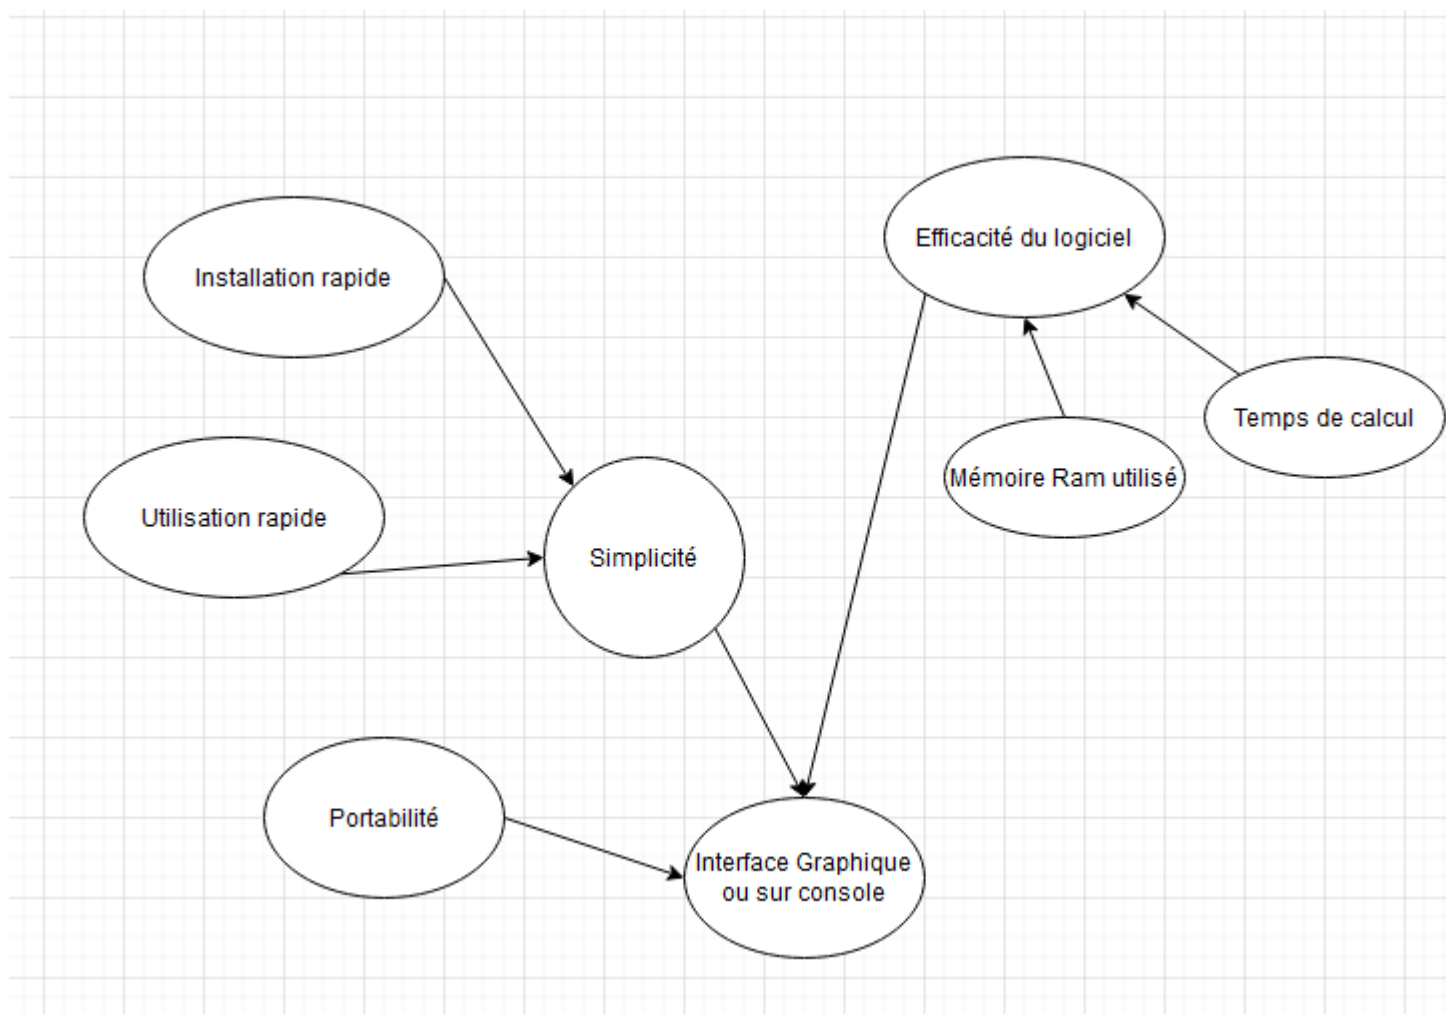 Efficacité du logiciel
Installation rapide
Temps de calcul
Mémoire Ram utilisé
Utilisation rapide
Simplicité
Portabilité
Interface Graphique
ou sur console